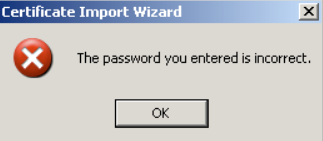 Certificate Import Wizard
The password you entered is incorrect.
OK